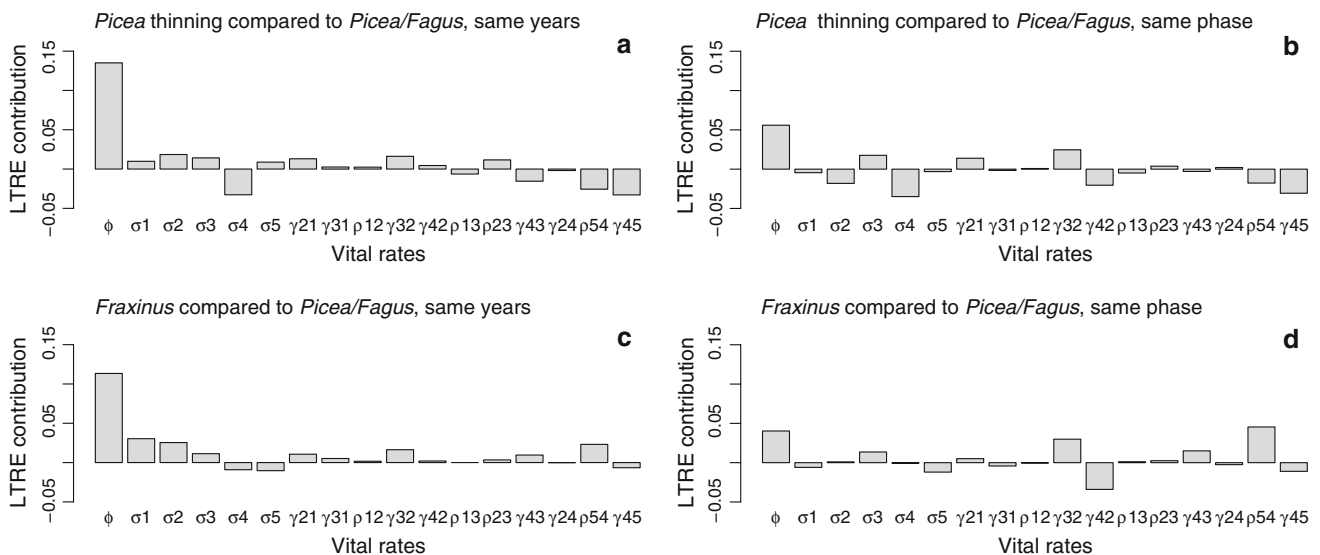 Picea thinning compared to Picea/Fagus, same years
a
LTRE contribution
0.15
0.05
−0.05
ϕ σ1 σ2 σ3 σ4 σ5 γ21 γ31 ρ12 γ32 γ42 ρ13 ρ23 γ43 γ24 ρ54 γ45
Vital rates
Picea thinning compared to Picea/Fagus, same phase
b
LTRE contribution
0.15
0.05
−0.05
ϕ σ1 σ2 σ3 σ4 σ5 γ21 γ31 ρ12 γ32 γ42 ρ13 ρ23 γ43 γ24 ρ54 γ45
Vital rates
Fraxinus compared to Picea/Fagus, same years
c
LTRE contribution
0.15
0.05
−0.05
ϕ σ1 σ2 σ3 σ4 σ5 γ21 γ31 ρ12 γ32 γ42 ρ13 ρ23 γ43 γ24 ρ54 γ45
Vital rates
Fraxinus compared to Picea/Fagus, same phase
d
LTRE contribution
0.15
0.05
−0.05
ϕ σ1 σ2 σ3 σ4 σ5 γ21 γ31 ρ12 γ32 γ42 ρ13 ρ23 γ43 γ24 ρ54 γ45
Vital rates